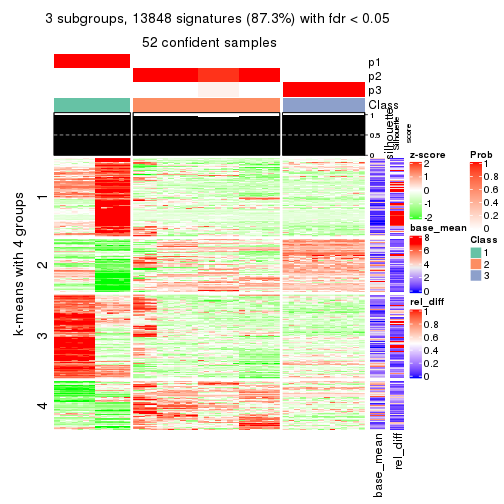 3 subgroups, 13848 signatures (87.3%) with fdr < 0.05
52 confident samples
p1
p2
p3
Class
1
0.5
0
silhouette
Silhouette
score
k-means with 4 groups
1
2
3
4
z-score
2
1
0
-1
-2
base_mean
8
6
4
2
0
rel_diff
1
0.8
0.6
0.4
0.2
0
Prob
1
0.8
0.6
0.4
0.2
0
Class
1
2
3
base_mean
rel_diff